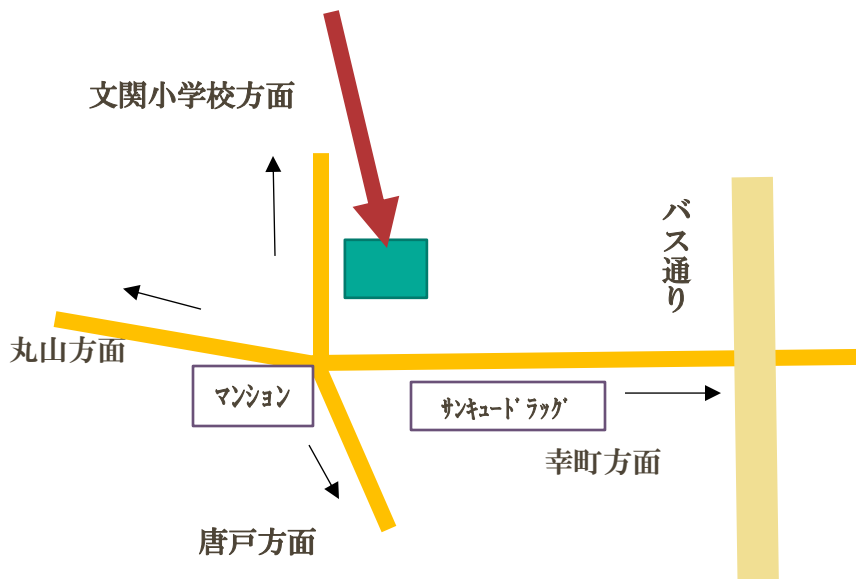 文関小学校方面
バス通り
丸山方面
マンション
サンキュードラッグ
幸町方面
唐戸方面